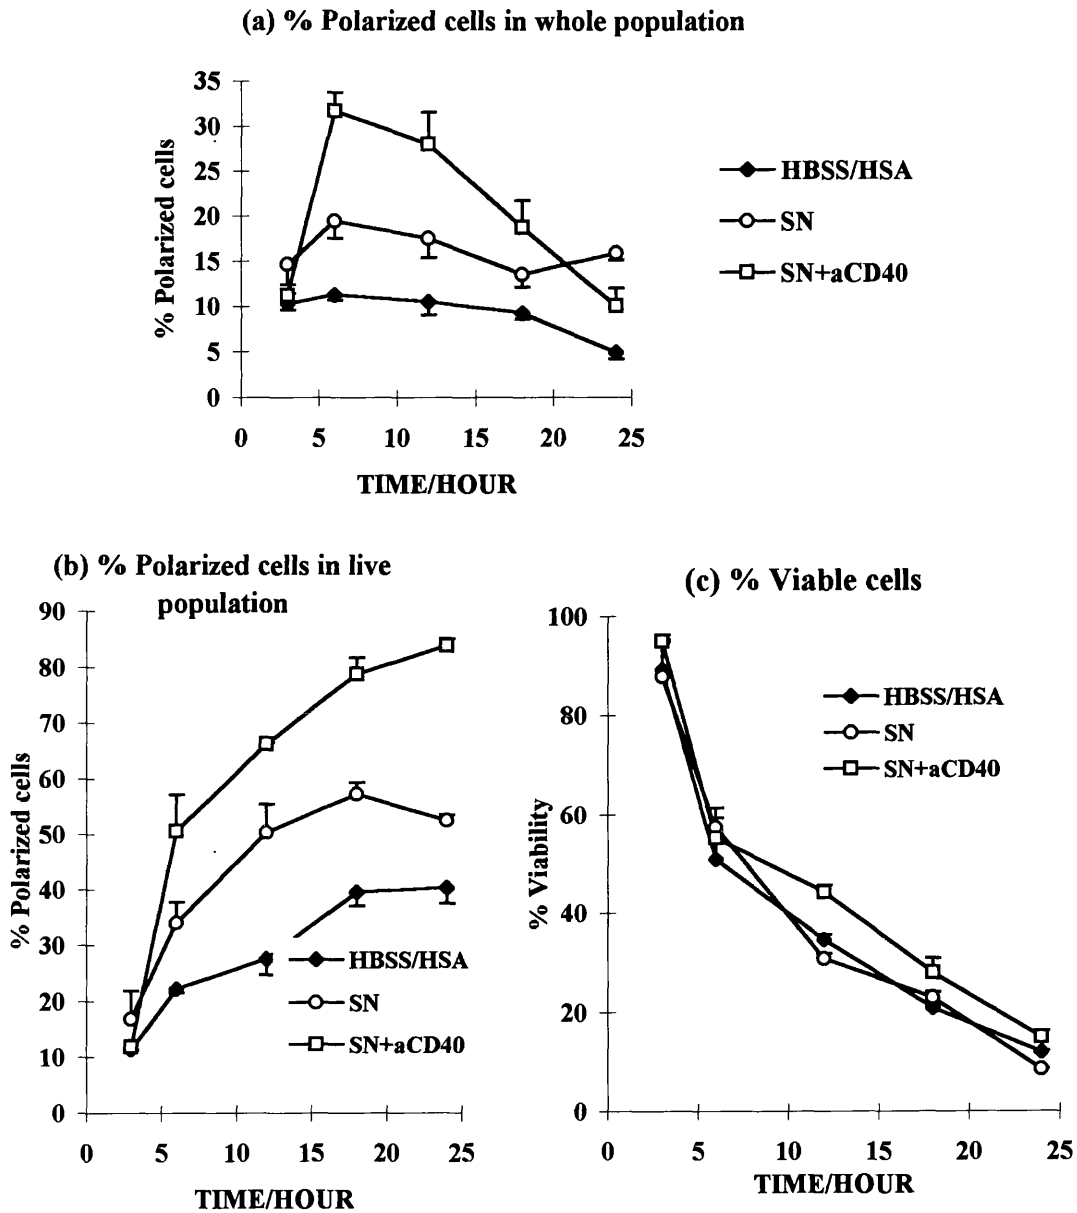 (a) % Polarized cells in whole population
35
30
25
20
15
10
5
0
% Polarized cells
0 5 10 15 20 25
TIME/HOUR
HBSS/HSA
SN
SN+aCD40
(b) % Polarized cells in live
population
90
80
70
60
50
40
30
20
10
0
% Polarized cells
0 5 10 15 20 25
TIME/HOUR
HBSS/HSA
SN
SN+aCD40
(c) % Viable cells
100
80
60
40
20
0
% Viability
0 5 10 15 20 25
TIME/HOUR
HBSS/HSA
SN
SN+aCD40